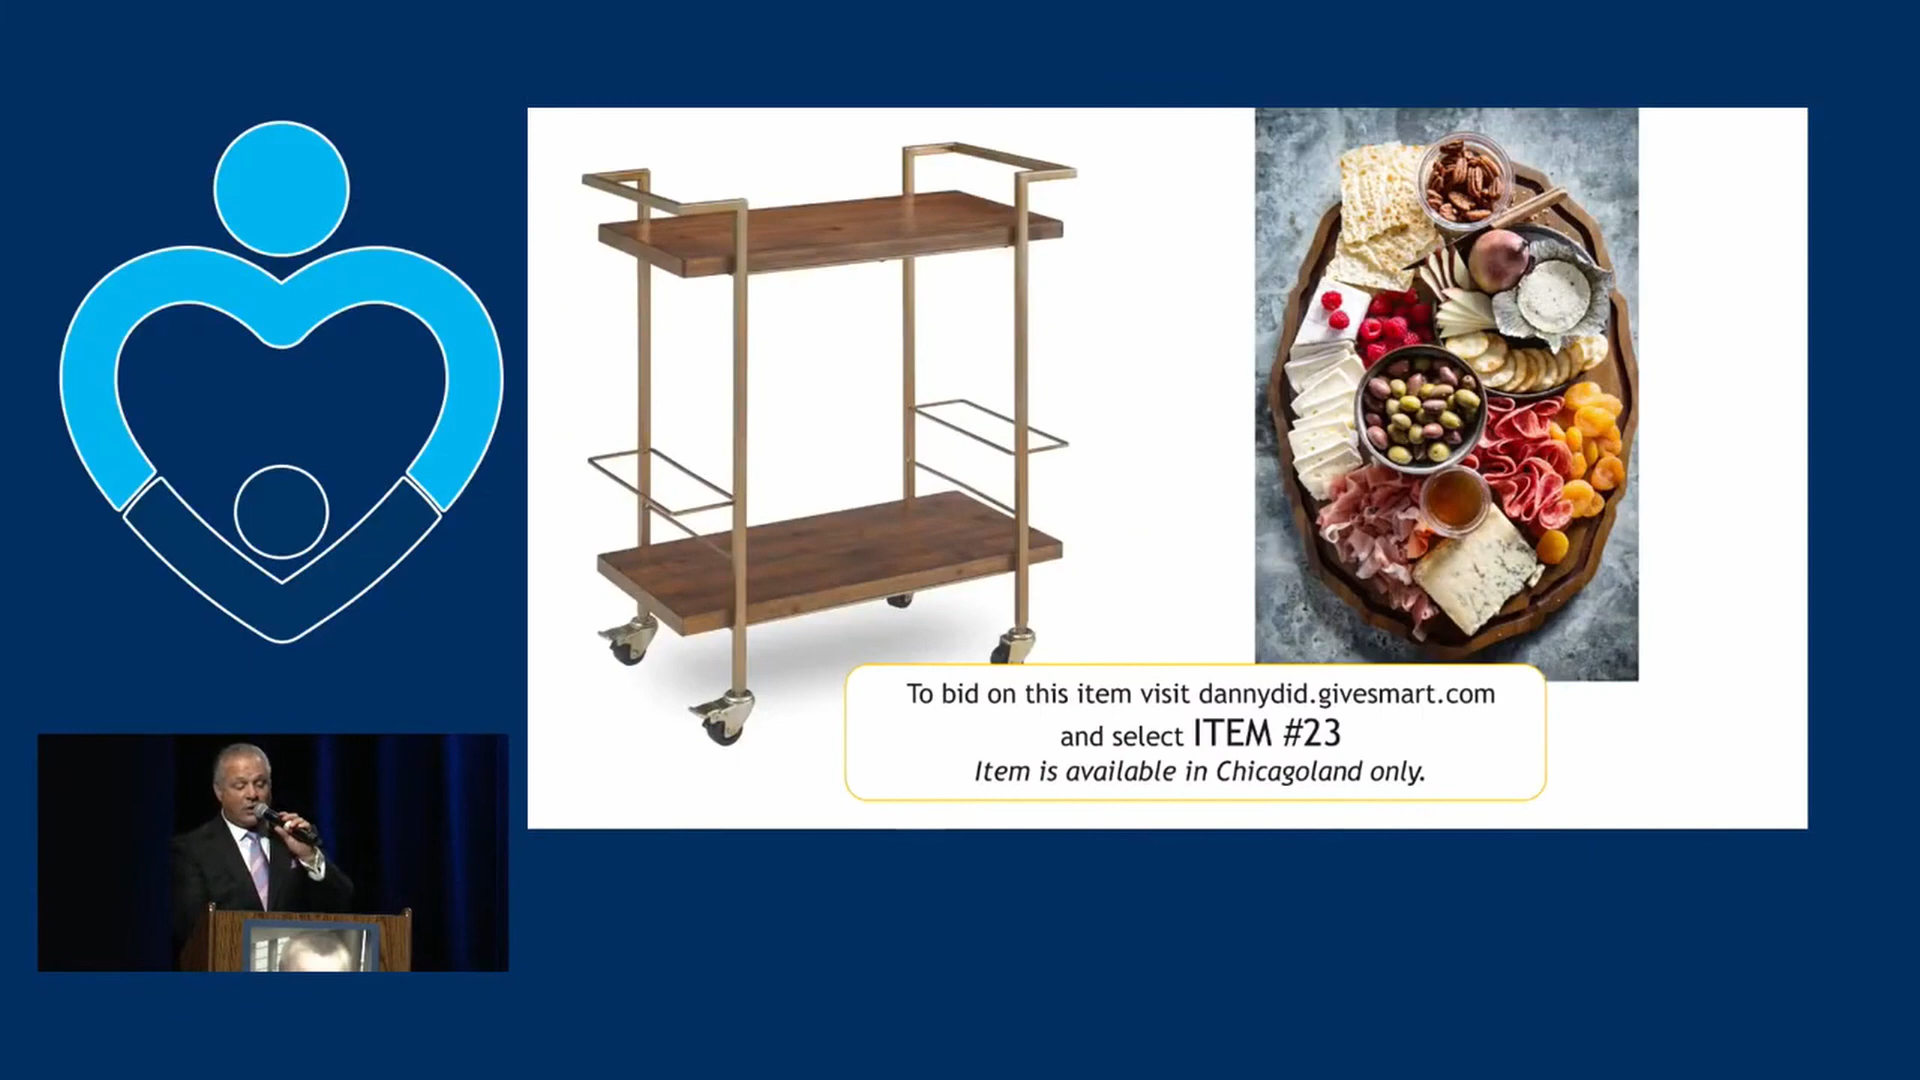 To bid on this item visit dannydid.givesmart.com
and select ITEM #23
Item is available in Chicagoland only.